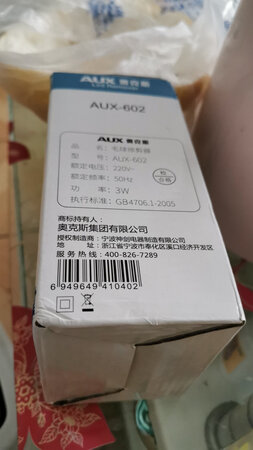 AUX 奥克斯
AUX-602
AUX 奥克斯
品 名：毛球修剪器
型 号：AUX-602
额定电压：220V~
额定频率：50Hz
功 率：3W
执行标准：GB4706.1-2005
检
合格
商标持有人：
奥克斯集团有限公司
授权制造商：宁波神创电器制造有限公司
地 址：浙江省宁波市奉化区溪口经济开发区
服务热线：400-826-7289
6 949649 410402